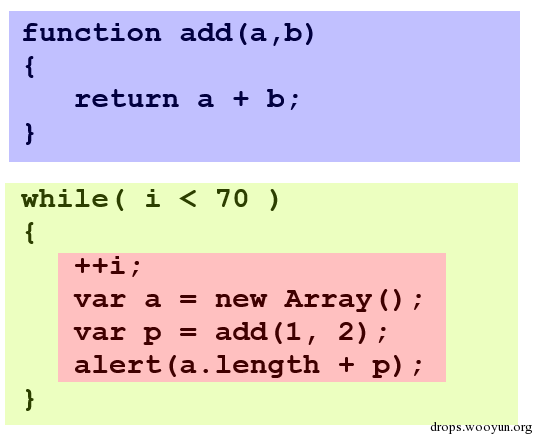 function add(a,b)
{
return a + b;
}
while( i < 70 )
{
++i;
var a = new Array();
var p = add(1, 2);
alert(a.length + p);
}
drops.wooyun.org